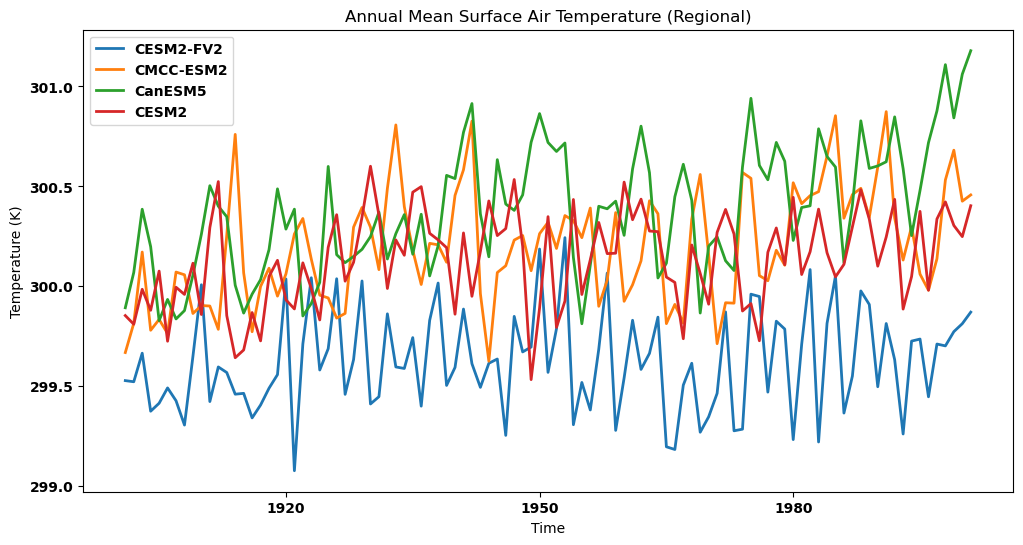 Annual Mean Surface Air Temperature (Regional)
CESM2-FV2
CMCC-ESM2
CanESM5
CESM2
Temperature (K)
301.0
300.5
300.0
299.5
299.0
1920
1950
1980
Time